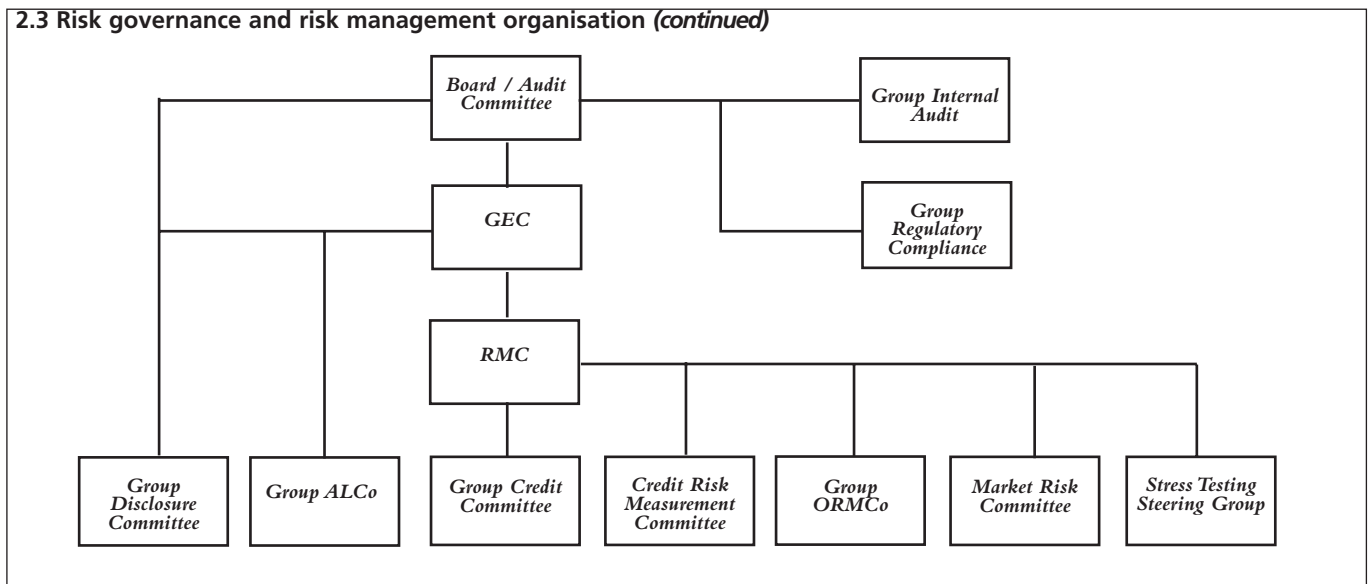 2.3 Risk governance and risk management organisation (continued)
Board / Audit
Committee
Group Internal
Audit
GEC
Group
Regulatory
Compliance
RMC
Group
Disclosure
Committee
Group ALCo
Group Credit
Committee
Credit Risk
Measurement
Committee
Group
ORMCo
Market Risk
Committee
Stress Testing
Steering Group